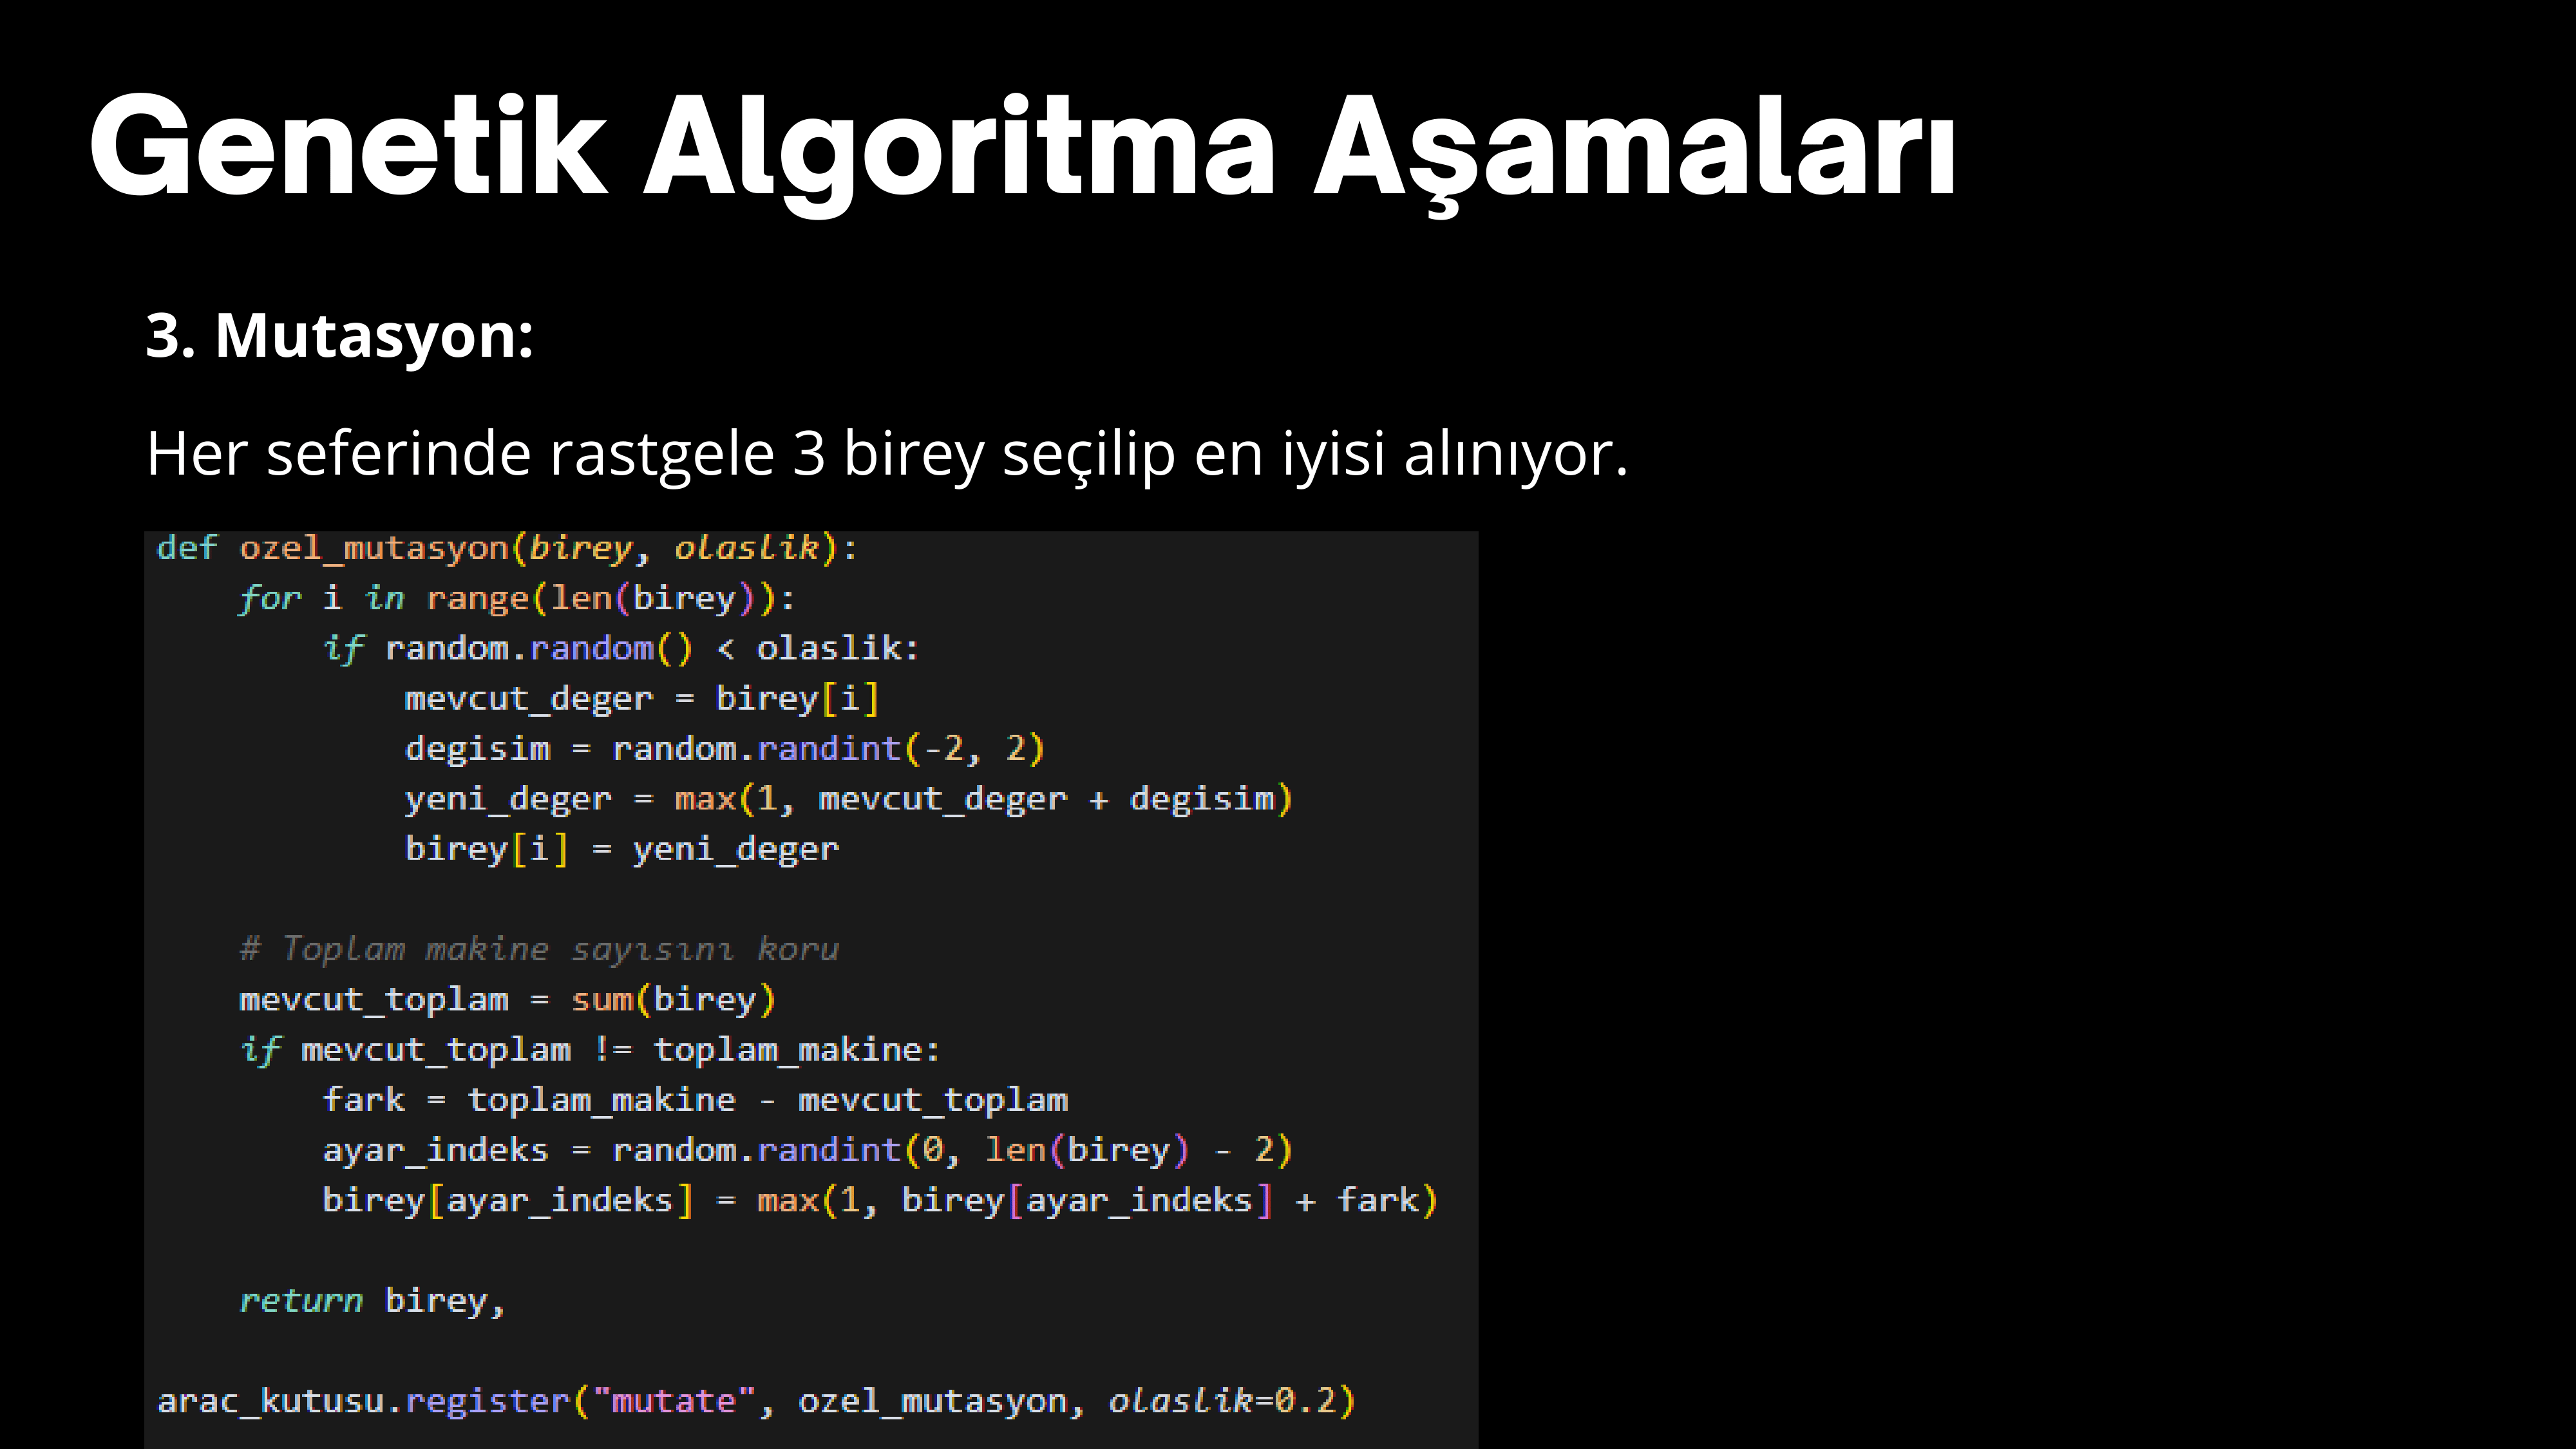 Genetik Algoritma Aşamaları
3. Mutasyon:
Her seferinde rastgele 3 birey seçilip en iyisi alınıyor.
def ozel_mutasyon(birey, olaslik):
    for i in range(len(birey)):
        if random.random() < olaslik:
            mevcut_deger = birey[i]
            degisim = random.randint(-2, 2)
            yeni_deger = max(1, mevcut_deger + degisim)
            birey[i] = yeni_deger
    # Toplam makine sayısını koru
    mevcut_toplam = sum(birey)
    if mevcut_toplam != toplam_makine:
        fark = toplam_makine - mevcut_toplam
        ayar_indeks = random.randint(0, len(birey) - 2)
        birey[ayar_indeks] = max(1, birey[ayar_indeks] + fark)
    return birey,
arac_kutusu.register("mutate", ozel_mutasyon, olaslik=0.2)